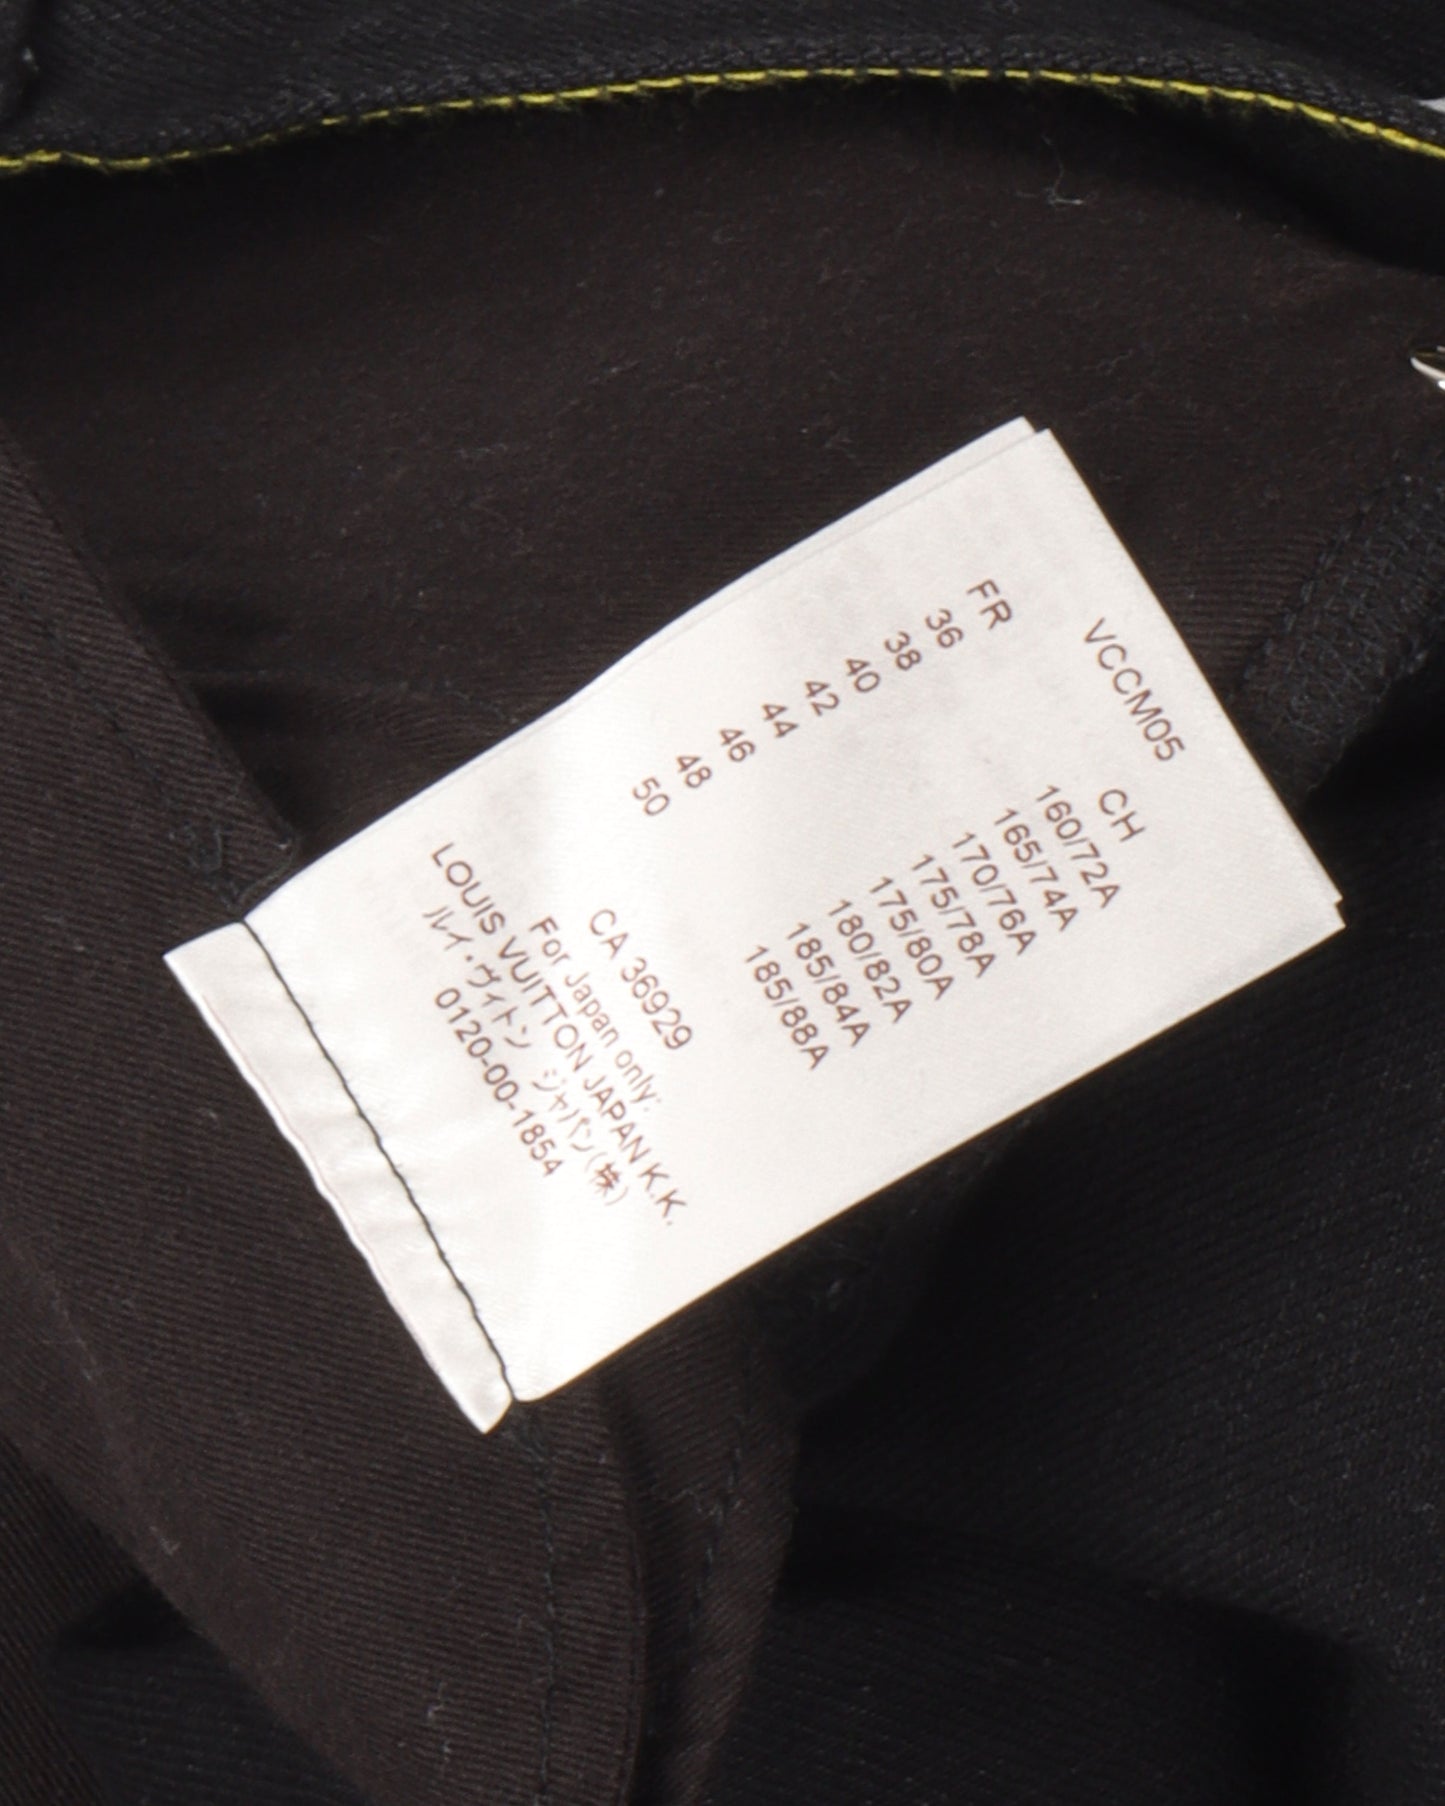 VCCM05
FR CH
36 160/72A
38 165/74A
40 170/76A
42 175/78A
44 175/80A
46 180/82A
48 185/84A
50 185/88A
CA 36929
For Japan only:
LOUIS VUITTON JAPAN K.K.
ルイ・ヴィトン ジャパン(株)
0120-00-1854